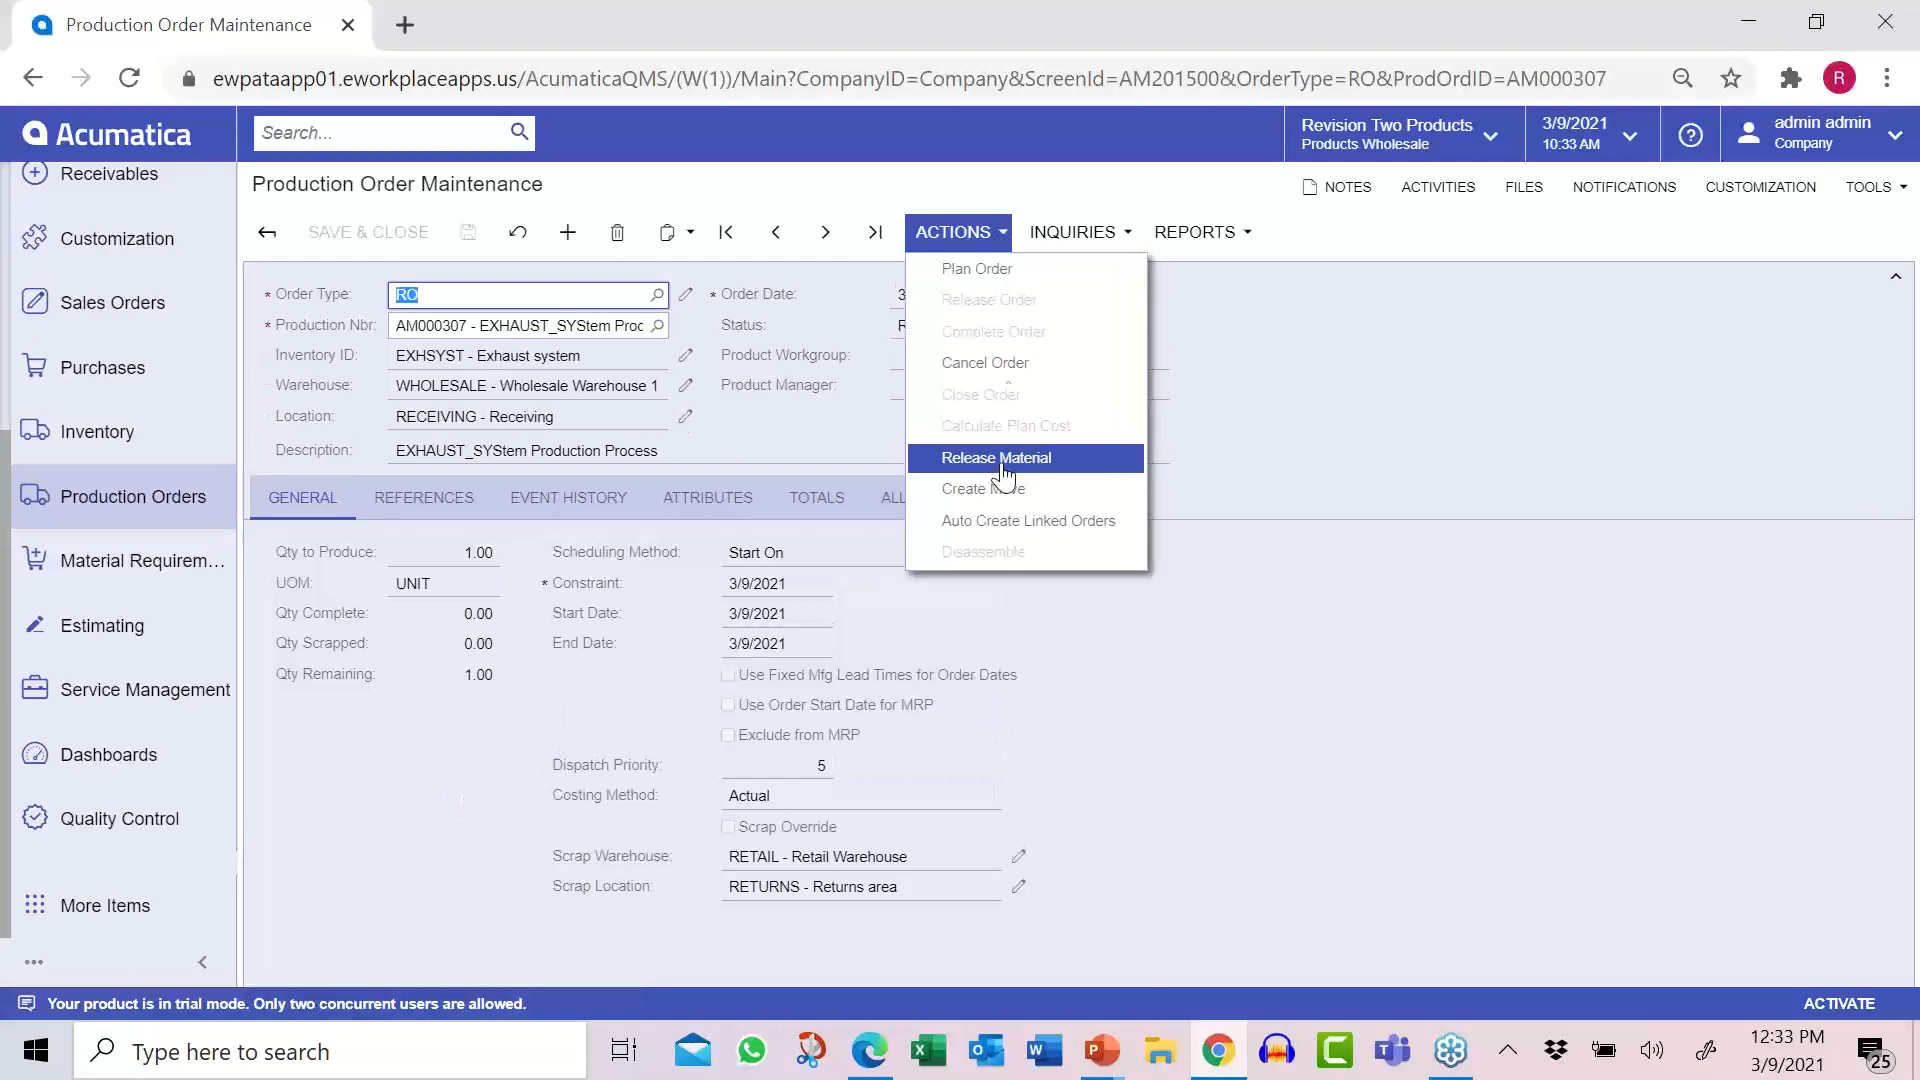 Production Order Maintenance
ewpataapp01.eworkplaceapps.us/AcumaticaQMS/(W(1))/Main?CompanyID=Company&ScreenId=AM201500&OrderType=RO&ProdOrdID=AM000307
R
Acumatica
Search...
Revision Two Products
Products Wholesale
3/9/2021
10:33 AM
admin admin
Company
Receivables
Customization
Sales Orders
Purchases
Inventory
Production Orders
Material Requirem...
Estimating
Service Management
Dashboards
Quality Control
More Items
Production Order Maintenance
NOTES ACTIVITIES FILES NOTIFICATIONS CUSTOMIZATION TOOLS
SAVE & CLOSE ACTIONS INQUIRIES REPORTS
* Order Type: RO
* Production Nbr: AM000307 - EXHAUST_SYStem Proc
Inventory ID: EXHSYST - Exhaust system
* Warehouse: WHOLESALE - Wholesale Warehouse 1
* Location: RECEIVING - Receiving
Description: EXHAUST_SYStem Production Process
* Order Date: 3
Status: R
Product Workgroup:
Product Manager:
Plan Order
Release Order
Complete Order
Cancel Order
Close Order
Calculate Plan Cost
Release Material
Create
Auto Create Linked Orders
Disassemble
GENERAL REFERENCES EVENT HISTORY ATTRIBUTES TOTALS ALL
Qty to Produce: 1.00
UOM: UNIT
Qty Complete: 0.00
Qty Scrapped: 0.00
Qty Remaining: 1.00
Scheduling Method: Start On
* Constraint: 3/9/2021
Start Date: 3/9/2021
End Date: 3/9/2021
Use Fixed Mfg Lead Times for Order Dates
Use Order Start Date for MRP
Exclude from MRP
Dispatch Priority: 5
Costing Method: Actual
Scrap Override
Scrap Warehouse: RETAIL - Retail Warehouse
Scrap Location: RETURNS - Returns area
Your product is in trial mode. Only two concurrent users are allowed.
ACTIVATE
Type here to search
12:33 PM
3/9/2021
25